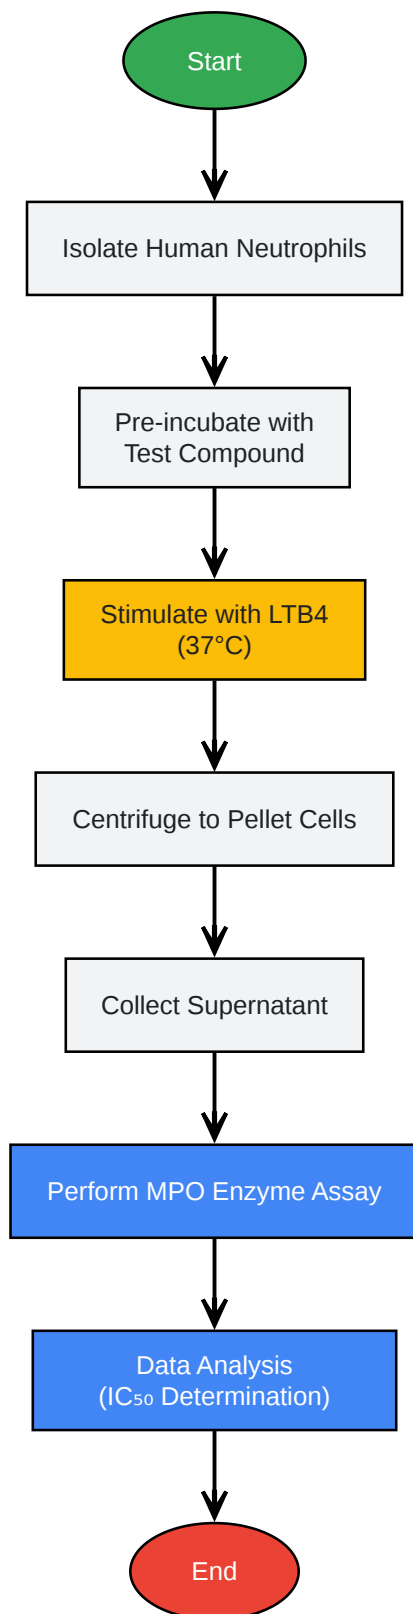 Start
Isolate Human Neutrophils
Pre-incubate with
Test Compound
Stimulate with LTB4
(37°C)
Centrifuge to Pellet Cells
Collect Supernatant
Perform MPO Enzyme Assay
Data Analysis
(IC₅₀ Determination)
End